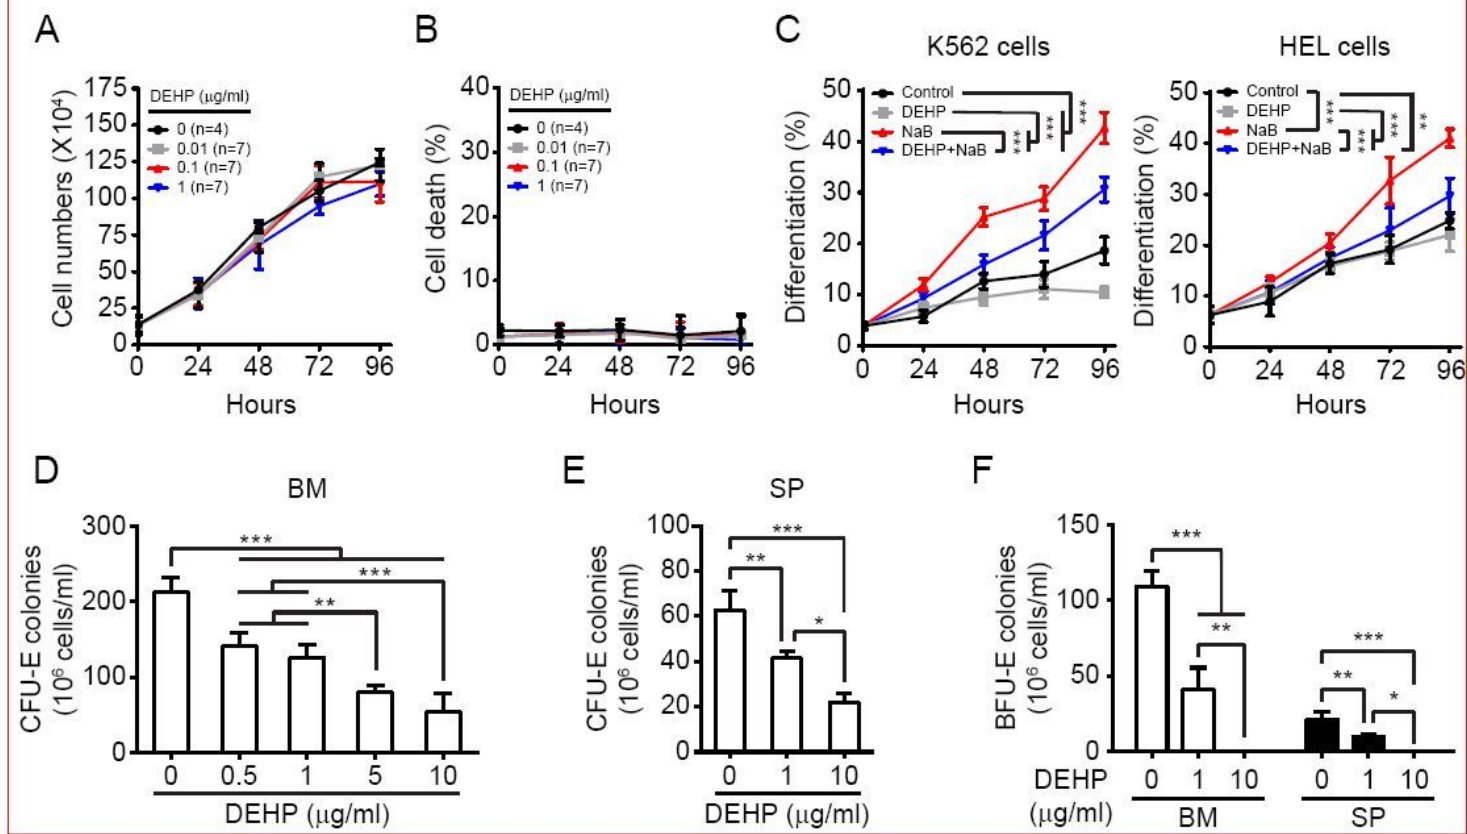 A
Cell numbers (X10⁴)
175
150
125
100
75
50
25
0
DEHP (µg/ml)
0 (n=4)
0.01 (n=7)
0.1 (n=7)
1 (n=7)
0 24 48 72 96
Hours
B
Cell death (%)
40
30
20
10
0
DEHP (µg/ml)
0 (n=4)
0.01 (n=7)
0.1 (n=7)
1 (n=7)
0 24 48 72 96
Hours
C
K562 cells
Differentiation (%)
50
40
30
20
10
0
Control
DEHP
NaB
DEHP+NaB
***
***
***
0 24 48 72 96
Hours
HEL cells
Differentiation (%)
50
40
30
20
10
0
Control
DEHP
NaB
DEHP+NaB
***
***
***
**
0 24 48 72 96
Hours
D
BM
CFU-E colonies
(10⁶ cells/ml)
300
200
100
0
***
***
**
0 0.5 1 5 10
DEHP (µg/ml)
E
SP
CFU-E colonies
(10⁶ cells/ml)
100
80
60
40
20
0
***
**
*
0 1 10
DEHP (µg/ml)
F
BFU-E colonies
(10⁶ cells/ml)
150
100
50
0
***
**
***
**
*
DEHP 0 1 10 0 1 10
(µg/ml) BM SP